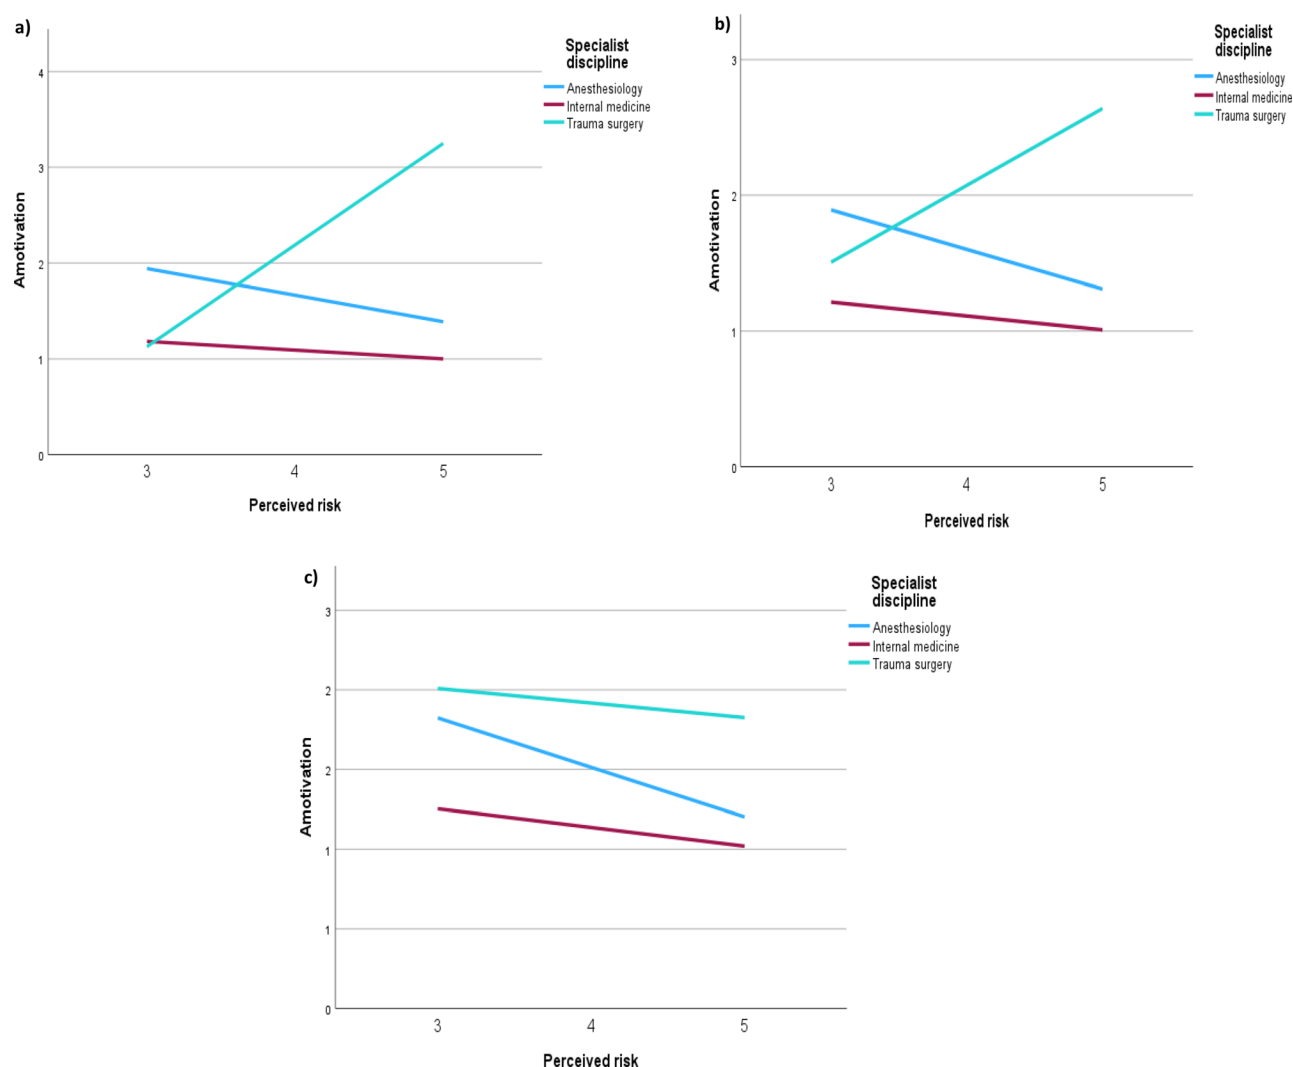 a)
Specialist
discipline
Anesthesiology
Internal medicine
Trauma surgery
4
3
2
1
0
Amotivation
3 4 5
Perceived risk
b)
Specialist
discipline
Anesthesiology
Internal medicine
Trauma surgery
3
2
1
0
Amotivation
3 4 5
Perceived risk
c)
Specialist
discipline
Anesthesiology
Internal medicine
Trauma surgery
3
2
2
1
1
0
Amotivation
3 4 5
Perceived risk